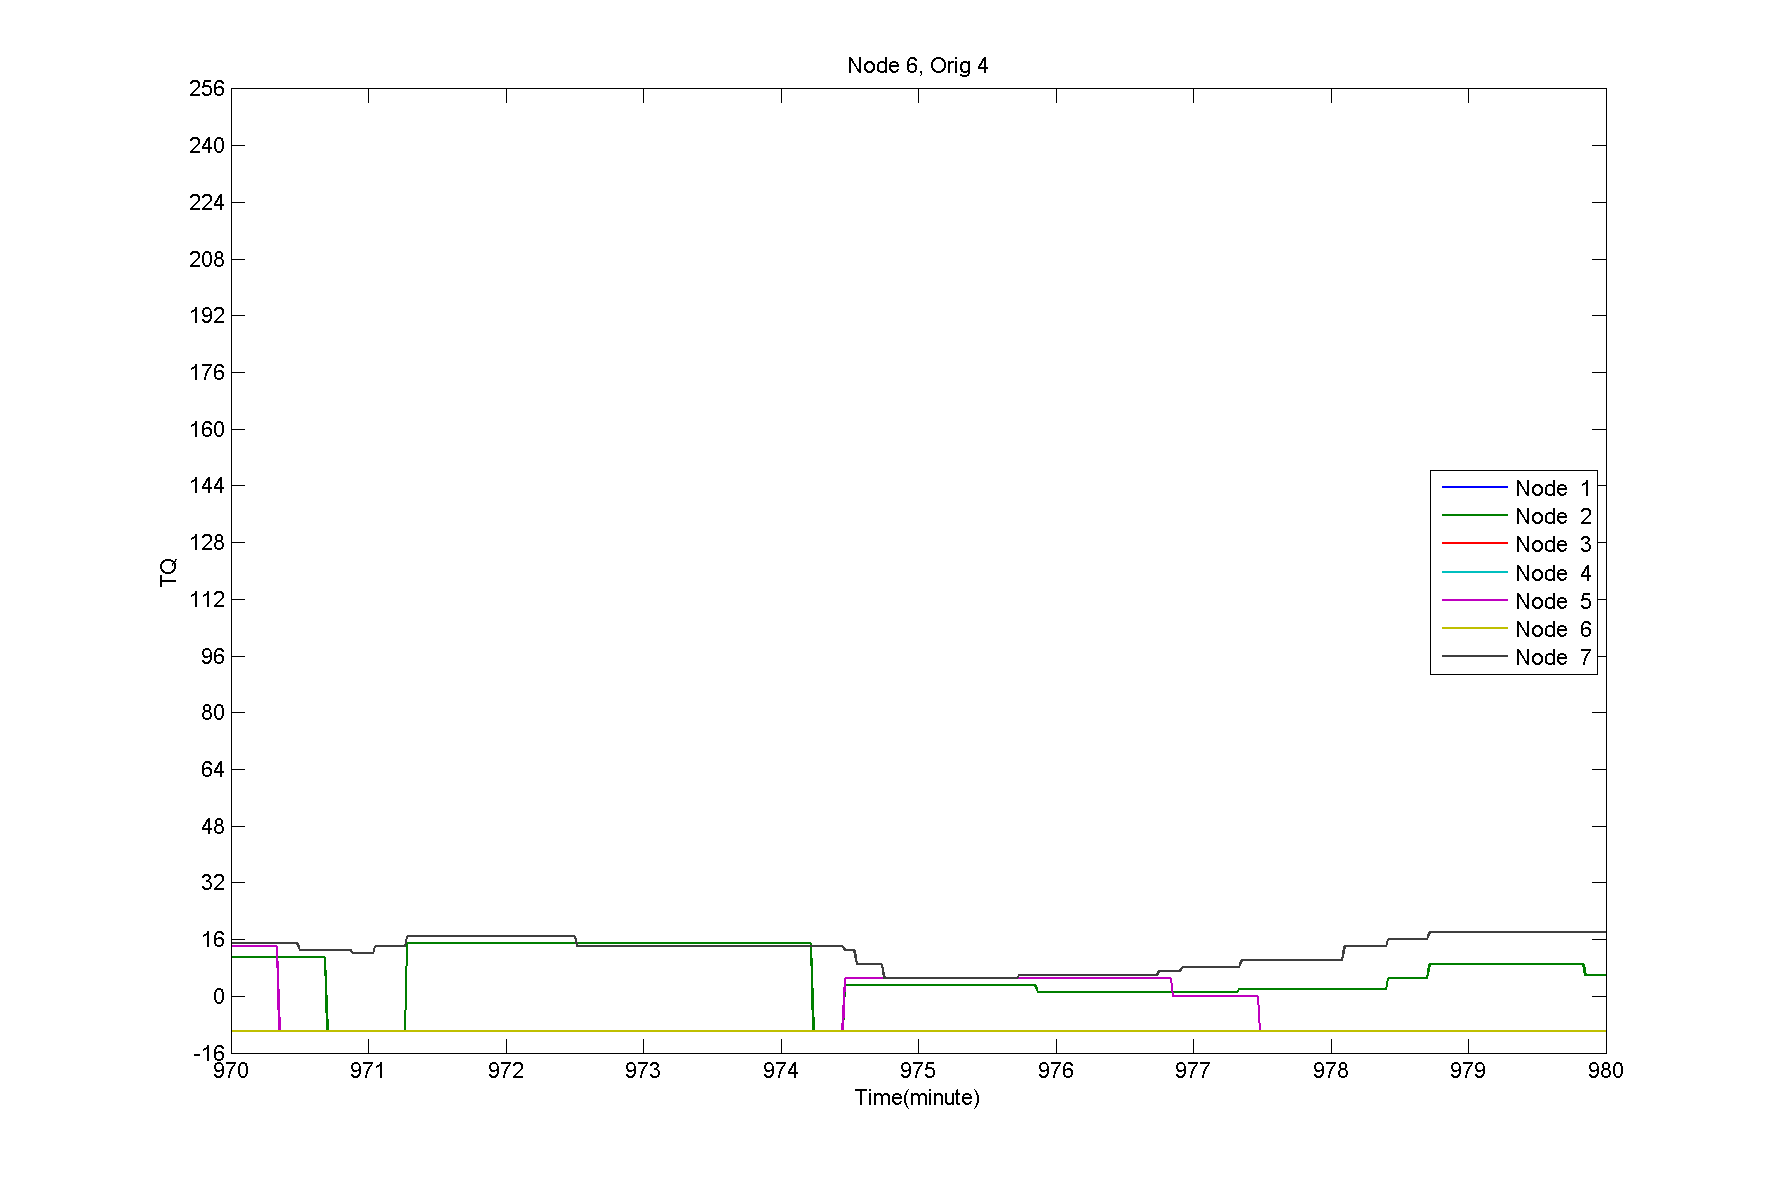 Node 6, Orig 4
256
240
224
208
192
176
160
144
128
112
96
80
64
48
32
16
0
-16
TQ
Node 1
Node 2
Node 3
Node 4
Node 5
Node 6
Node 7
970 971 972 973 974 975 976 977 978 979 980
Time(minute)